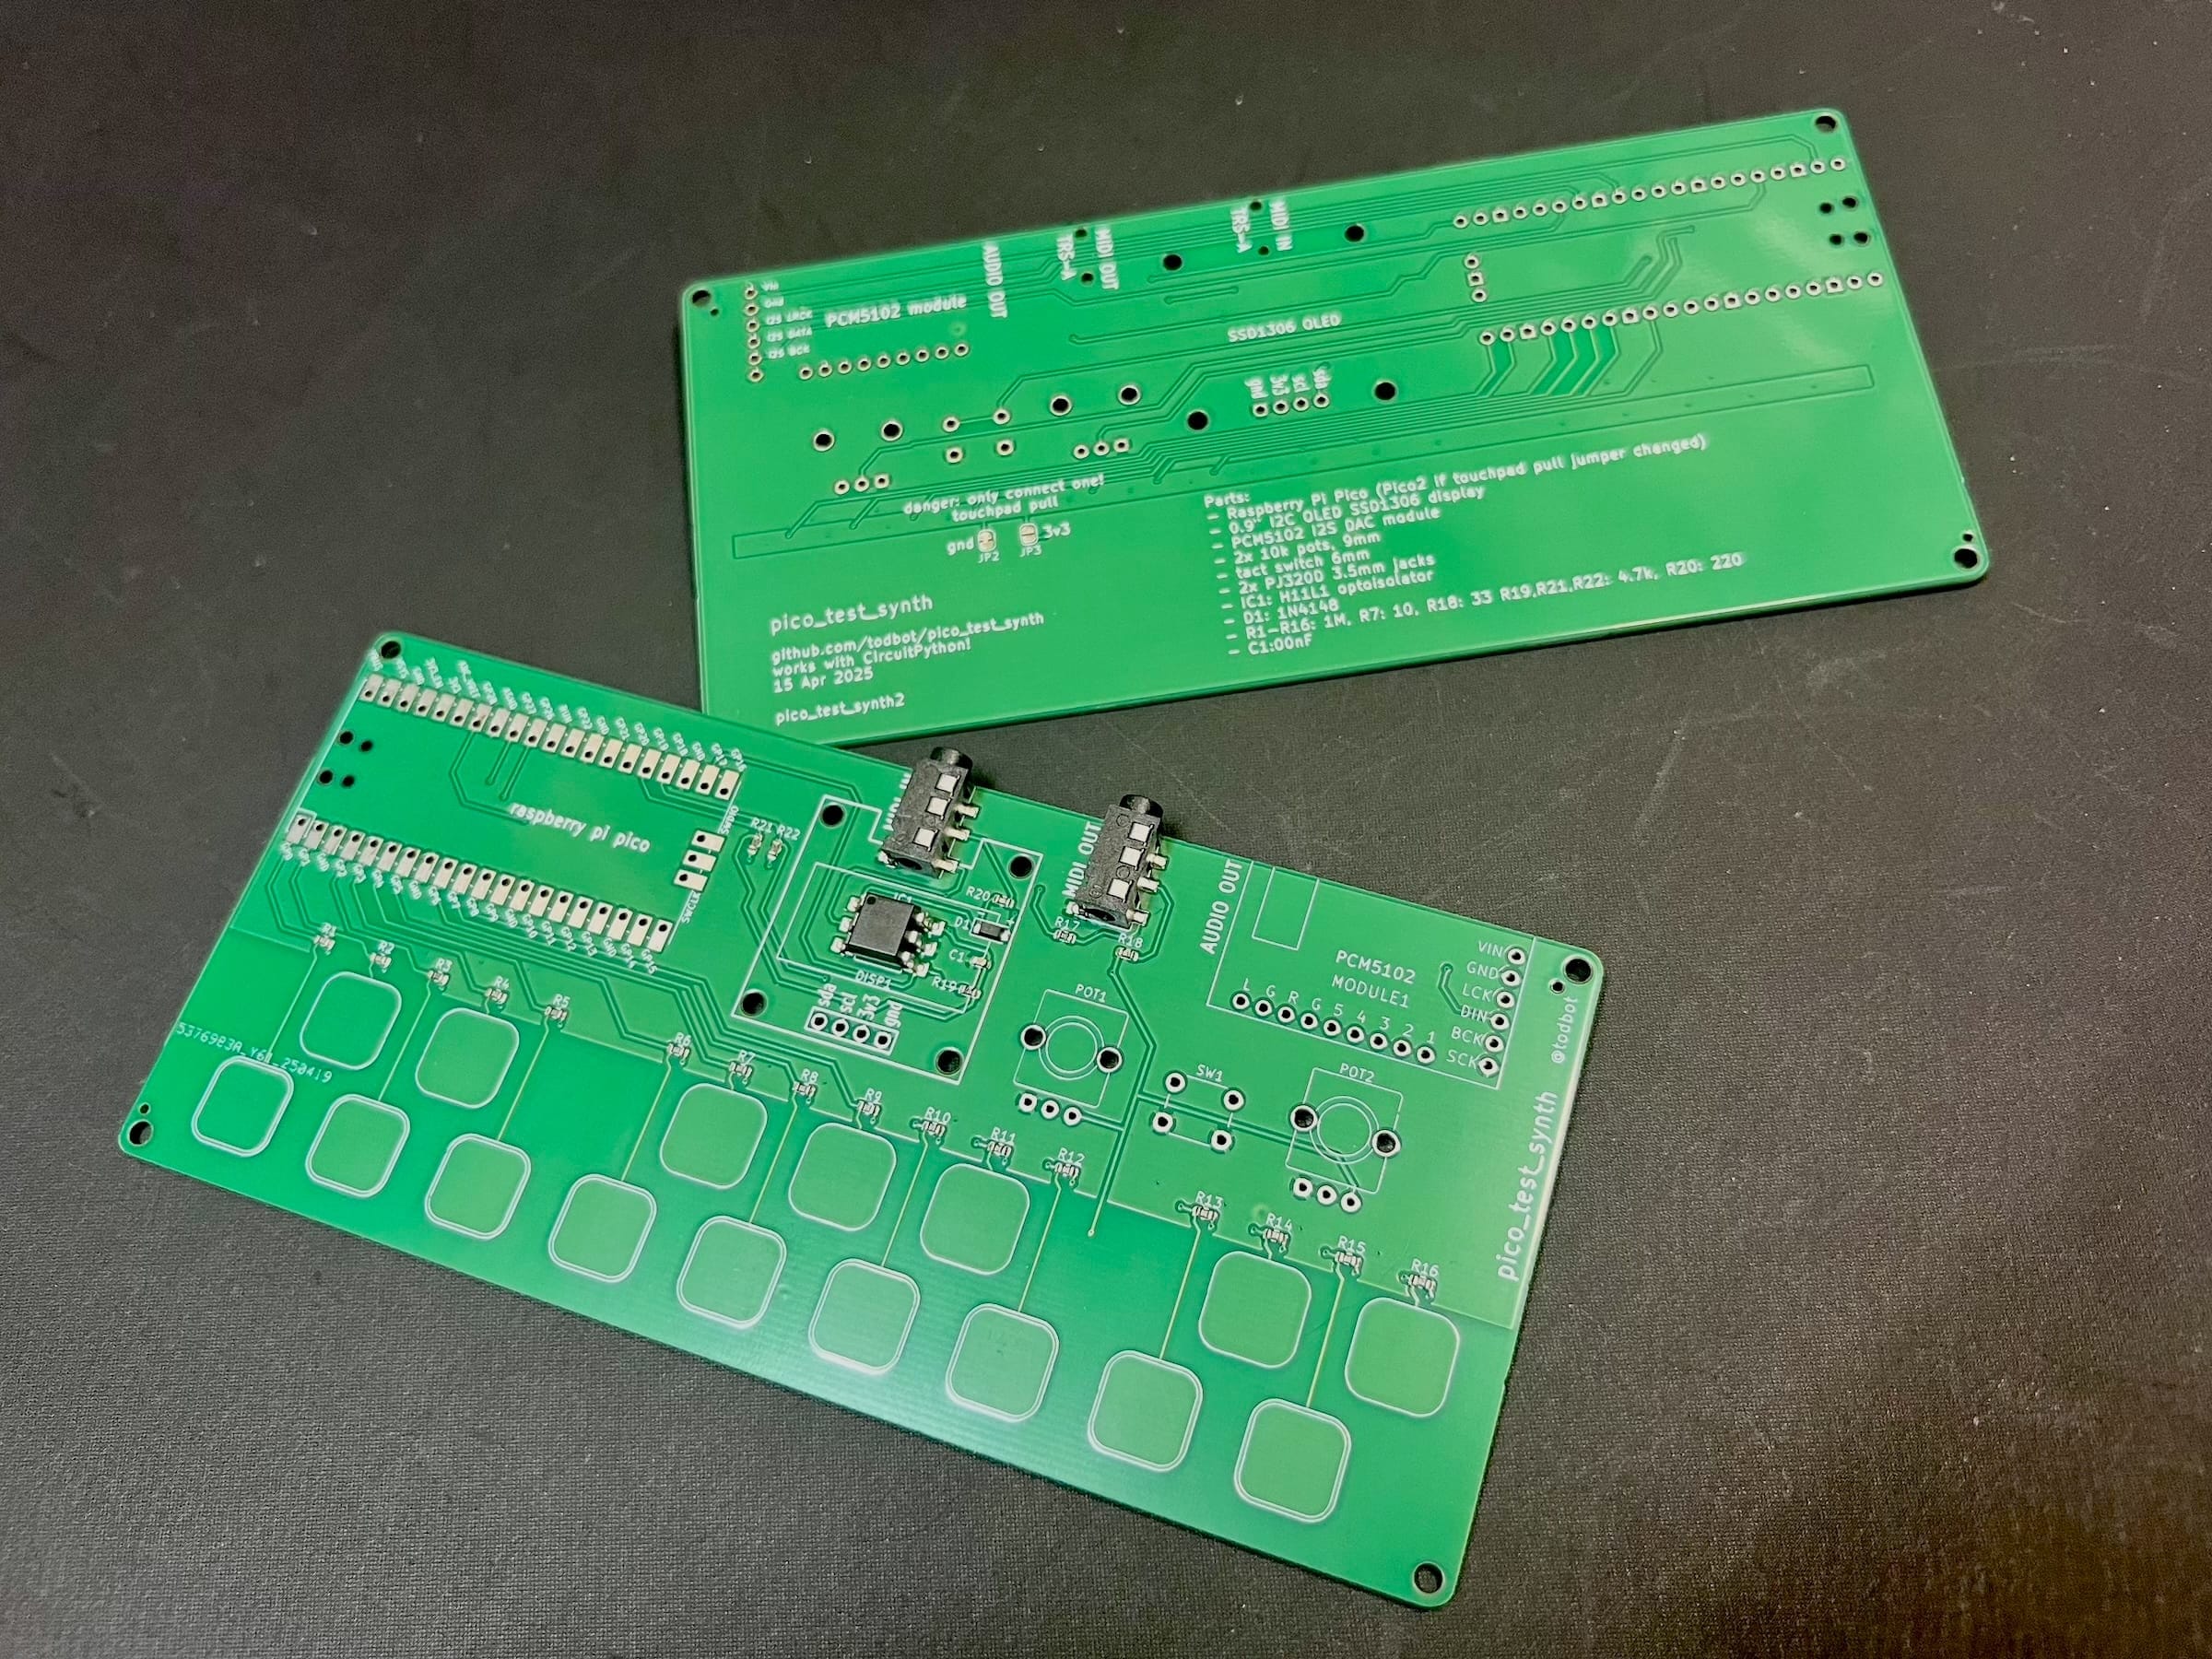 VIN
GND
I2S LRCK
I2S DATA
I2S BCK
PCM5102 module
AUDIO OUT
MIDI OUT
TRS-A
MIDI IN
TRS-A
SSD1306 OLED
gnd
3v3
scl
sda
danger: only connect one!
touchpad pull
gnd
JP2
JP3
3v3
Parts:
- Raspberry Pi Pico (Pico2 if touchpad pull jumper changed)
- 0.9" I2C OLED SSD1306 display
- PCM5102 I2S DAC module
- 2x 10k pots, 9mm
- tact switch 6mm
- 2x PJ320D 3.5mm jacks
- IC1: H11L1 optoisolator
- D1: 1N4148
- R1-R16: 1M, R7: 10, R18: 33 R19,R21,R22: 4.7k, R20: 220
- C1:00nF
pico_test_synth
github.com/todbot/pico_test_synth
works with CircuitPython!
15 Apr 2025
pico_test_synth2
raspberry pi pico
SWDIO
SWCLK
R21
R22
IC1
R20
D1
C1
R19
DISP1
sda
scl
3v3
gnd
MIDI OUT
R17
R18
AUDIO OUT
PCM5102
MODULE1
VIN
GND
LCK
DIN
BCK
SCK
L G R G 5 4 3 2 1
POT1
SW1
POT2
R1
R2
R3
R4
R5
R6
R7
R8
R9
R10
R11
R12
R13
R14
R15
R16
pico_test_synth
@todbot